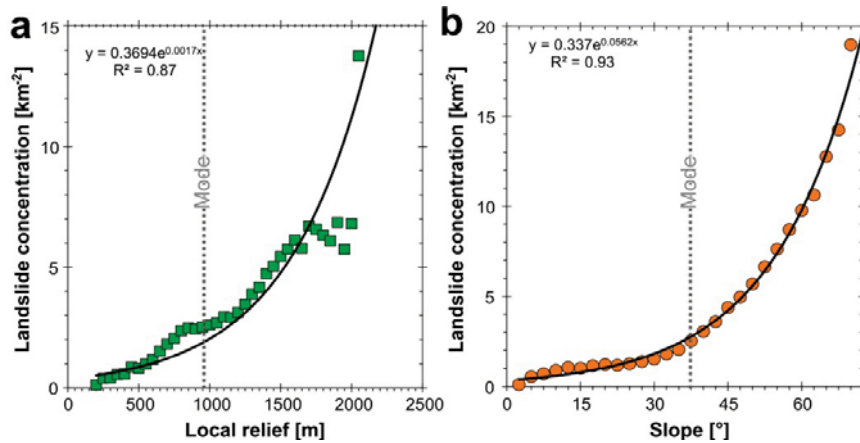 a
y = 0.3694e^0.0017x
R² = 0.87
Mode
Landslide concentration [km⁻²]
15
10
5
0
0 500 1000 1500 2000 2500
Local relief [m]
b
y = 0.337e^0.0562x
R² = 0.93
Mode
Landslide concentration [km⁻²]
20
15
10
5
0
0 15 30 45 60
Slope [°]